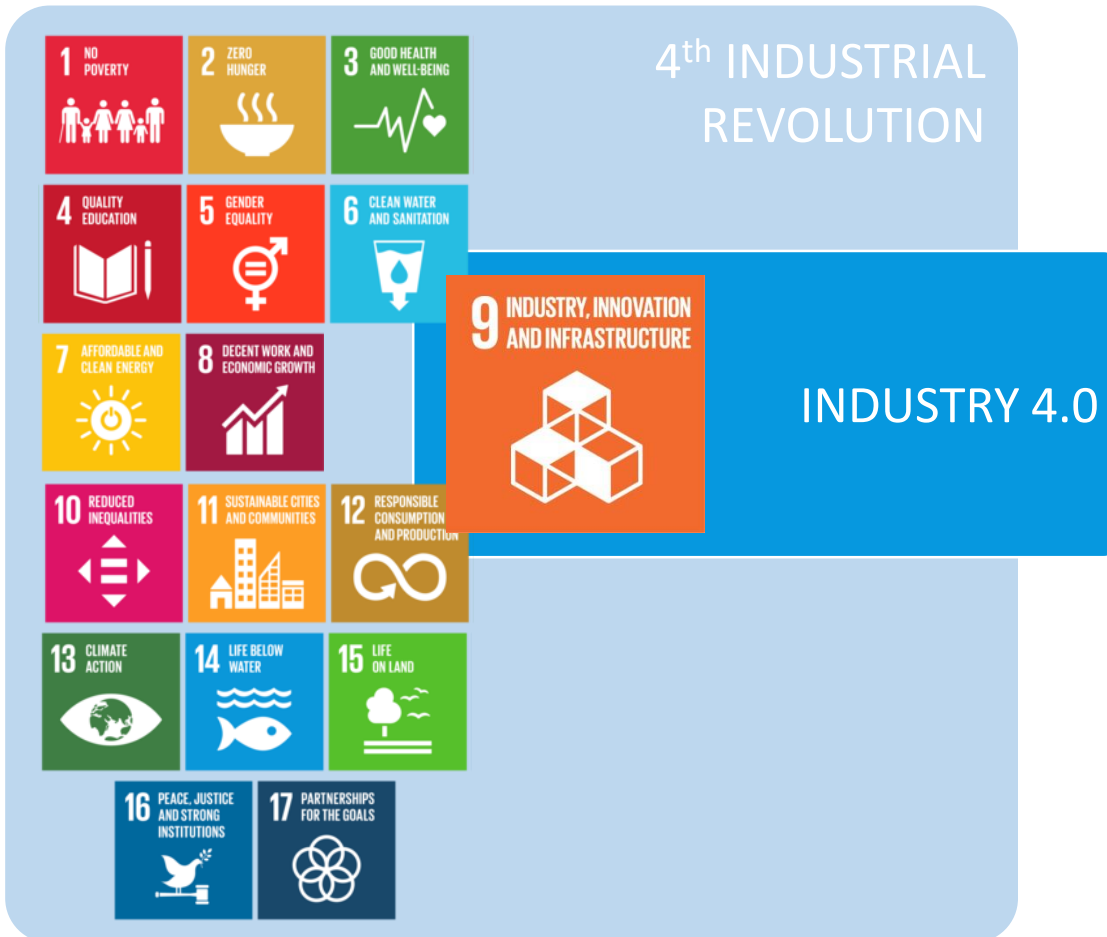 4th INDUSTRIAL
REVOLUTION
1 NO
POVERTY
2 ZERO
HUNGER
3 GOOD HEALTH
AND WELL-BEING
4 QUALITY
EDUCATION
5 GENDER
EQUALITY
6 CLEAN WATER
AND SANITATION
7 AFFORDABLE AND
CLEAN ENERGY
8 DECENT WORK AND
ECONOMIC GROWTH
9 INDUSTRY, INNOVATION
AND INFRASTRUCTURE
INDUSTRY 4.0
10 REDUCED
INEQUALITIES
11 SUSTAINABLE CITIES
AND COMMUNITIES
12 RESPONSIBLE
CONSUMPTION
AND PRODUCTION
13 CLIMATE
ACTION
14 LIFE BELOW
WATER
15 LIFE
ON LAND
16 PEACE, JUSTICE
AND STRONG
INSTITUTIONS
17 PARTNERSHIPS
FOR THE GOALS